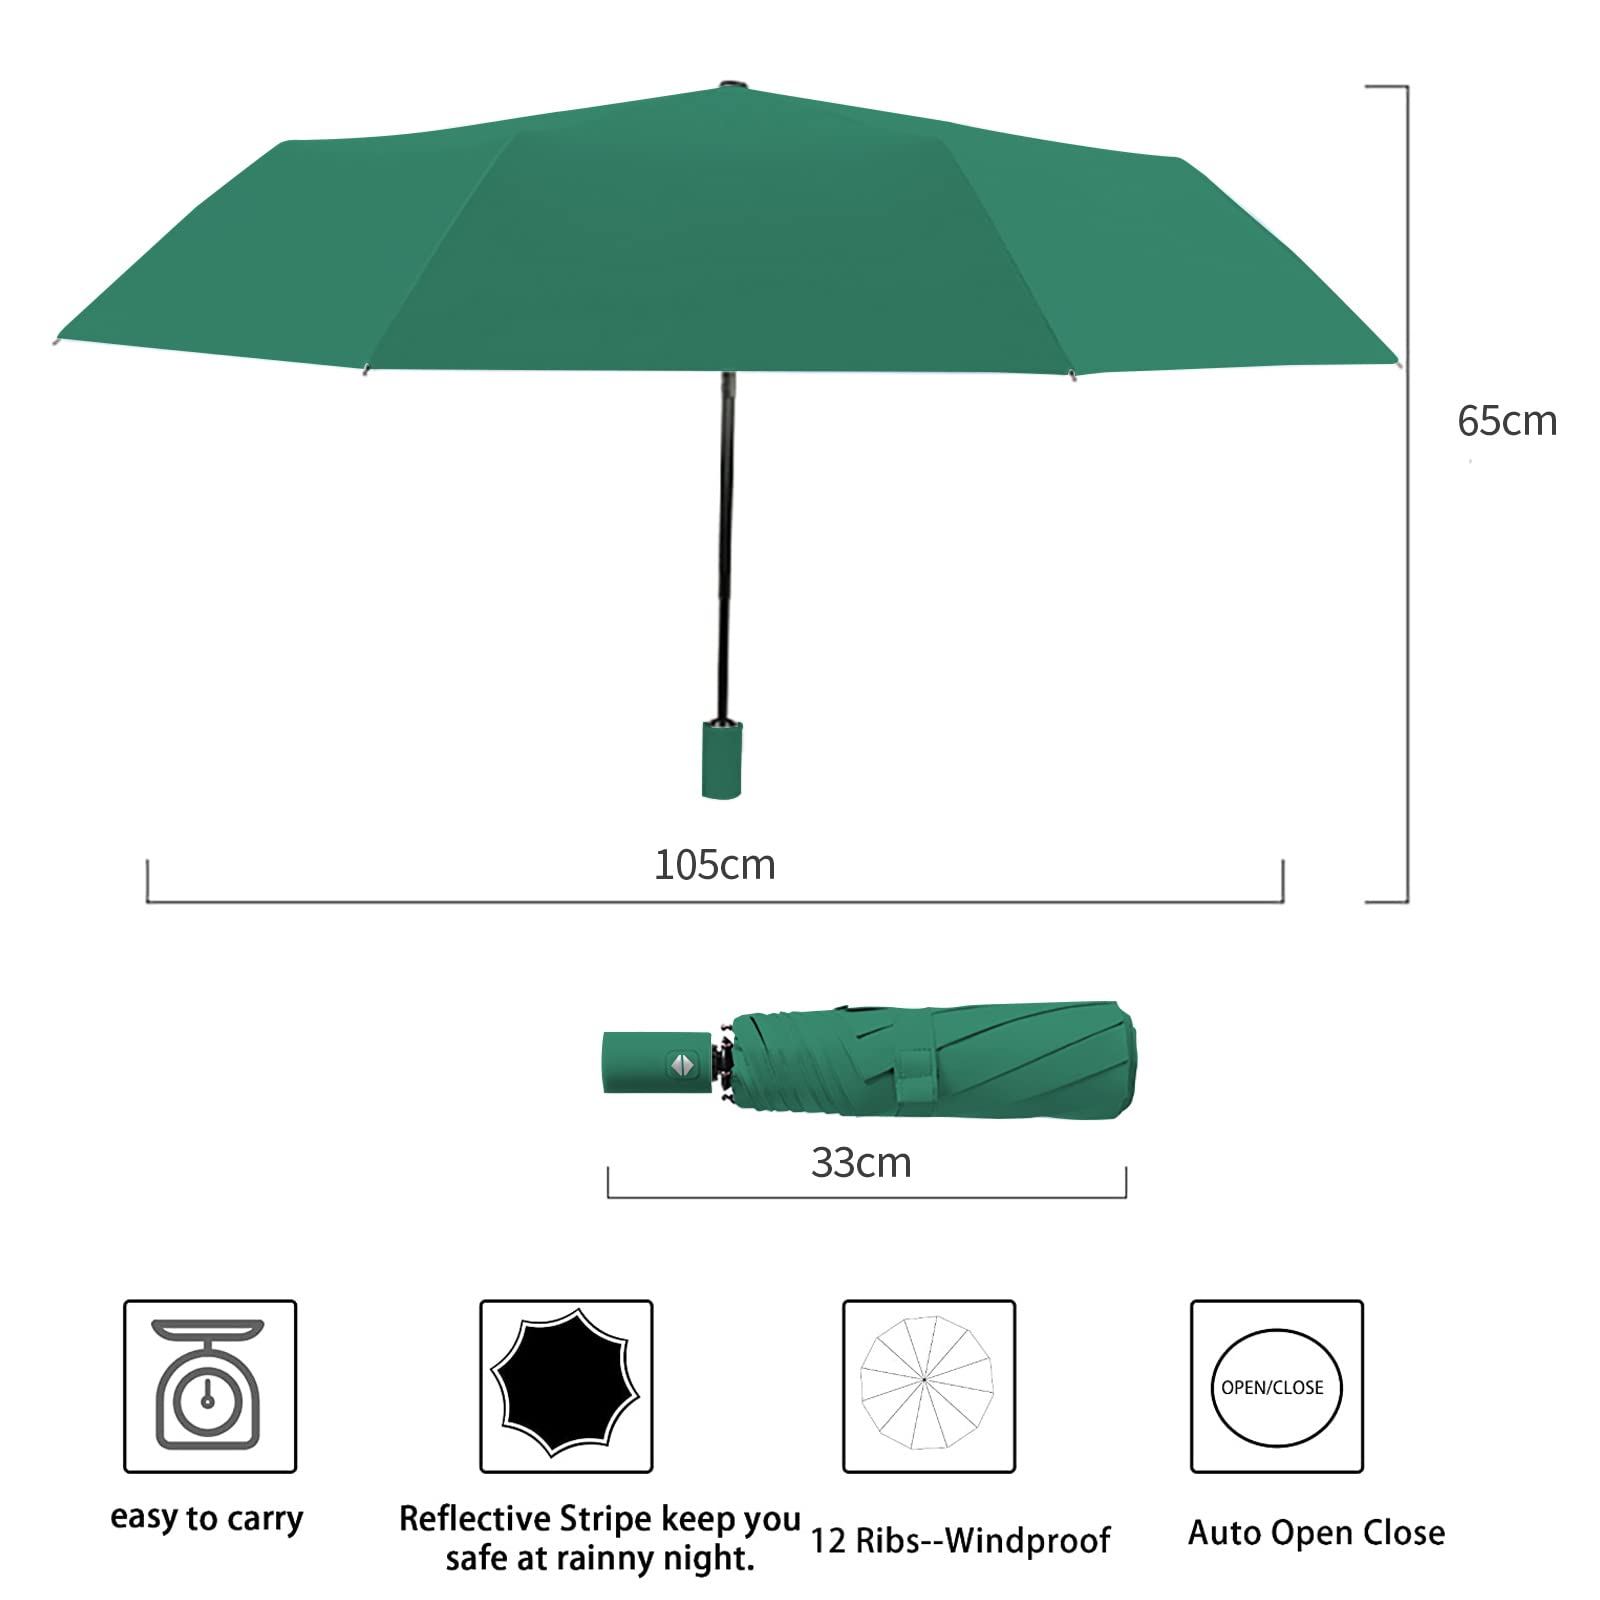 65cm
105cm
33cm
OPEN/CLOSE
easy to carry
Reflective Stripe keep you
safe at rainny night.
12 Ribs--Windproof
Auto Open Close